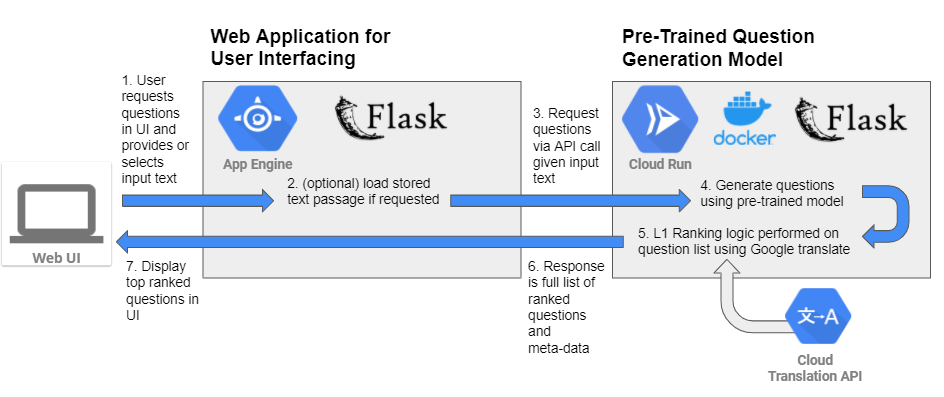 Web Application for
User Interfacing
Pre-Trained Question
Generation Model
1. User
requests
questions
in UI and
provides or
selects
input text
App Engine
Flask
2. (optional) load stored
text passage if requested
3. Request
questions
via API call
given input
text
Cloud Run
docker
Flask
4. Generate questions
using pre-trained model
5. L1 Ranking logic performed on
question list using Google translate
Web UI
7. Display
top ranked
questions in
UI
6. Response
is full list of
ranked
questions
and
meta-data
文→A
Cloud
Translation API